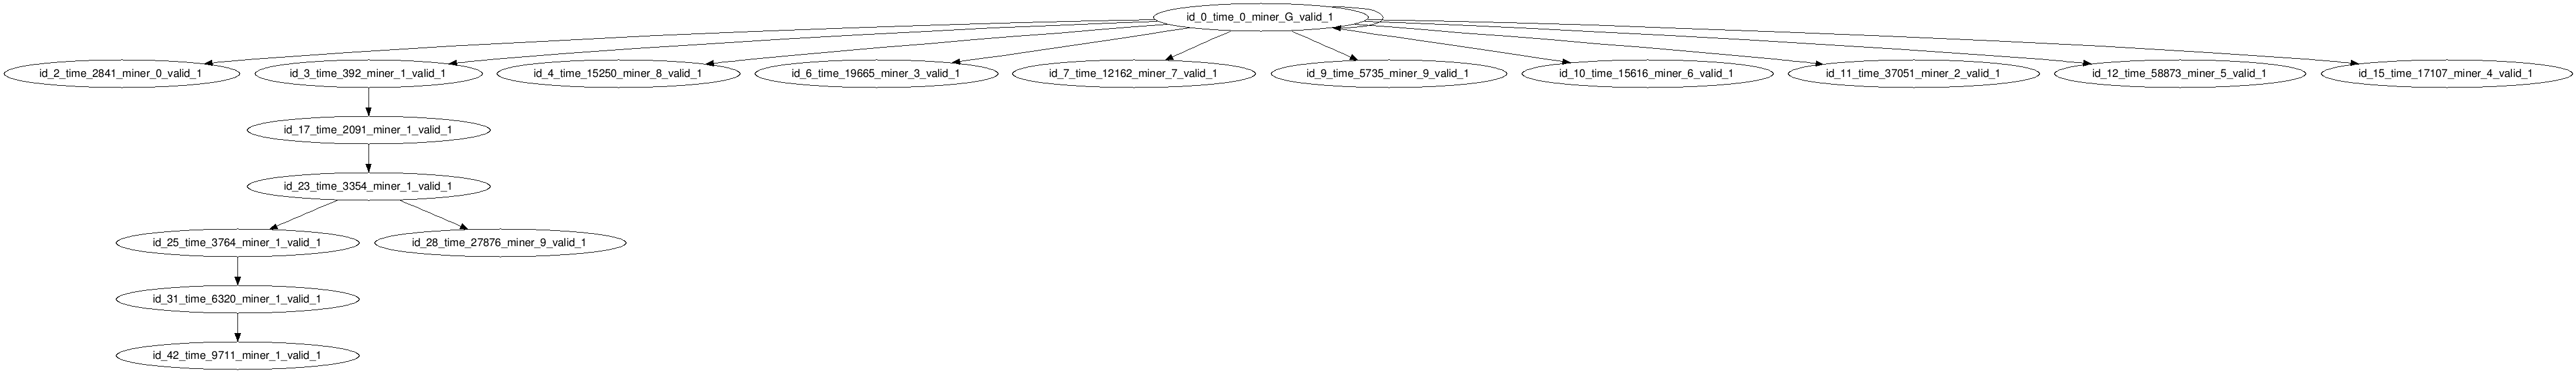 id_0_time_0_miner_G_valid_1
id_2_time_2841_miner_0_valid_1
id_3_time_392_miner_1_valid_1
id_4_time_15250_miner_8_valid_1
id_6_time_19665_miner_3_valid_1
id_7_time_12162_miner_7_valid_1
id_9_time_5735_miner_9_valid_1
id_10_time_15616_miner_6_valid_1
id_11_time_37051_miner_2_valid_1
id_12_time_58873_miner_5_valid_1
id_15_time_17107_miner_4_valid_1
id_17_time_2091_miner_1_valid_1
id_23_time_3354_miner_1_valid_1
id_25_time_3764_miner_1_valid_1
id_28_time_27876_miner_9_valid_1
id_31_time_6320_miner_1_valid_1
id_42_time_9711_miner_1_valid_1